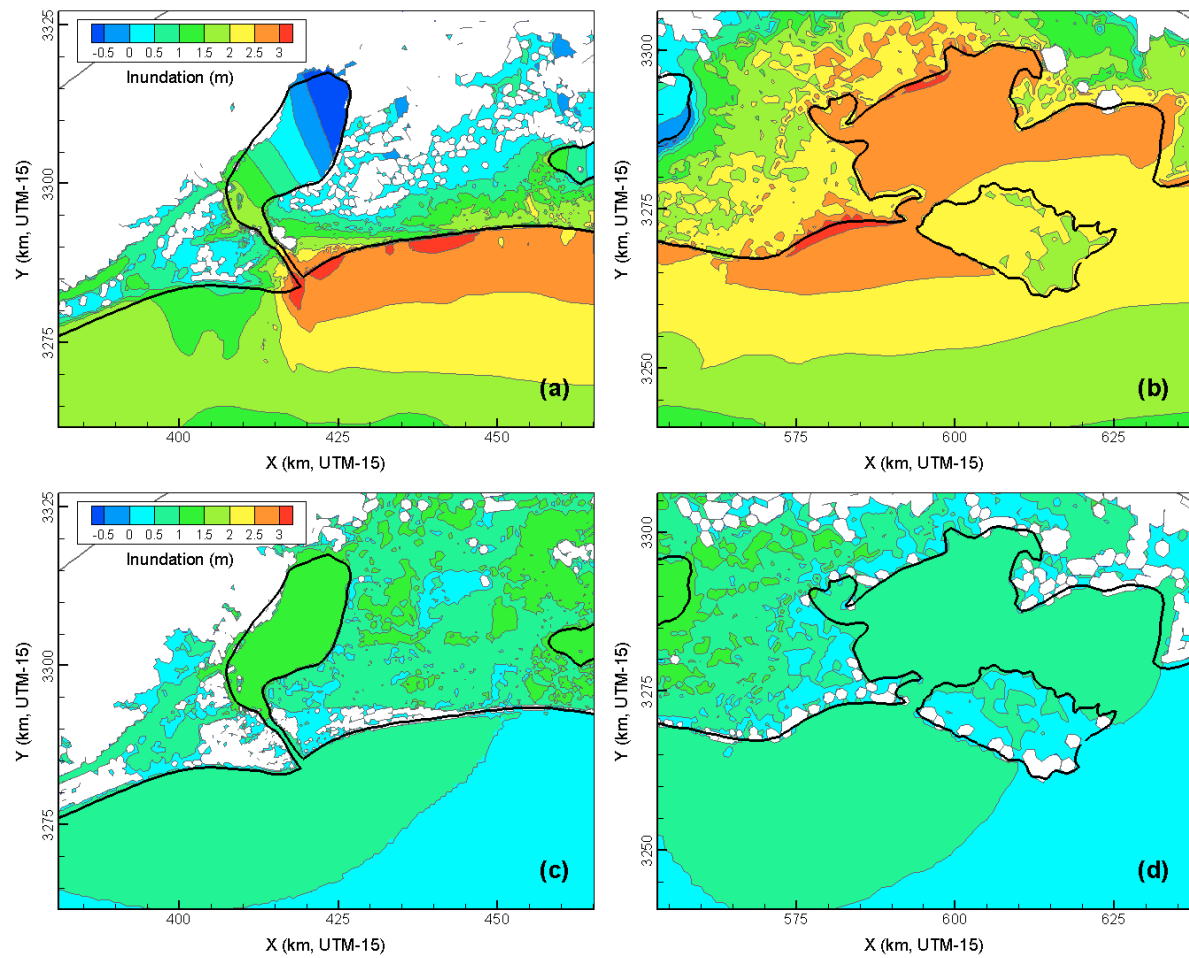 3325
-0.5 0 0.5 1 1.5 2 2.5 3
Inundation (m)
3300
Y (km, UTM-15)
3275
(a)
400 425 450
X (km, UTM-15)
3300
3275
Y (km, UTM-15)
3250
(b)
575 600 625
X (km, UTM-15)
3325
-0.5 0 0.5 1 1.5 2 2.5 3
Inundation (m)
3300
Y (km, UTM-15)
3275
(c)
400 425 450
X (km, UTM-15)
3300
3275
Y (km, UTM-15)
3250
(d)
575 600 625
X (km, UTM-15)